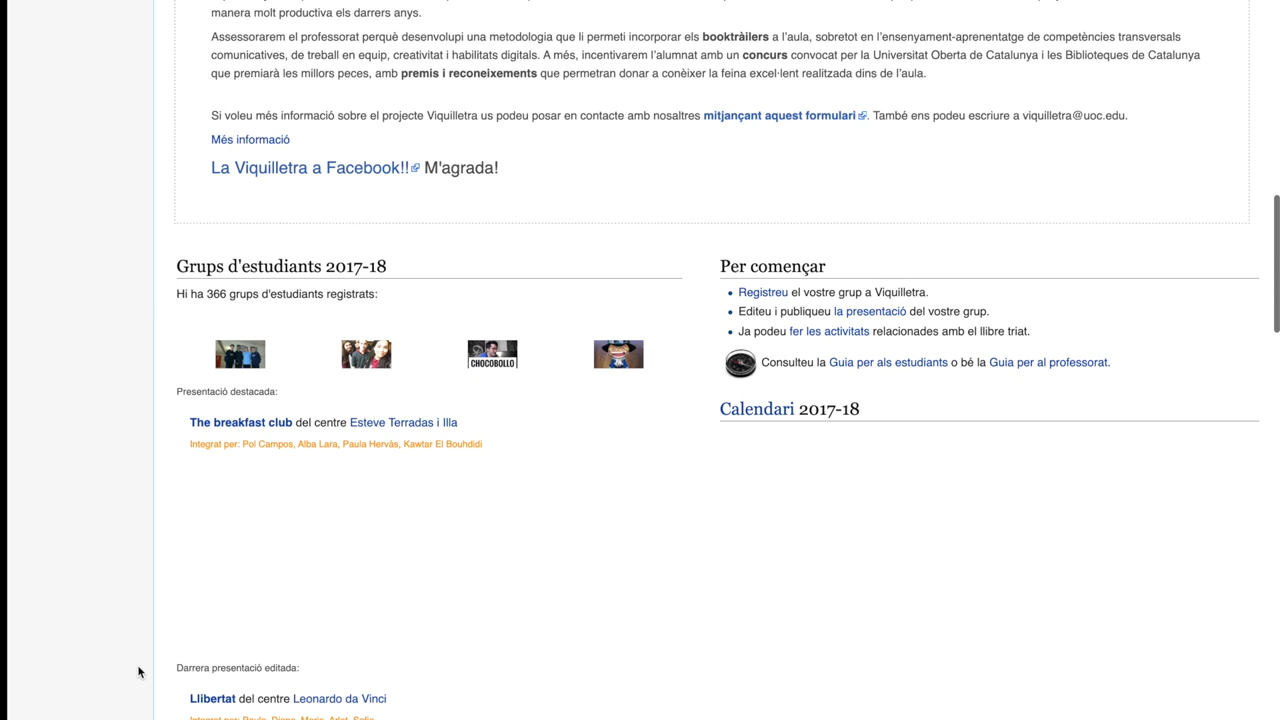 manera molt productiva els darrers anys.
Assessorarem el professorat perquè desenvolupi una metodologia que li permeti incorporar els booktràilers a l'aula, sobretot en l'ensenyament-aprenentatge de competències transversals
comunicatives, de treball en equip, creativitat i habilitats digitals. A més, incentivarem l'alumnat amb un concurs convocat per la Universitat Oberta de Catalunya i les Biblioteques de Catalunya
que premiarà les millors peces, amb premis i reconeixements que permetran donar a conèixer la feina excel·lent realitzada dins de l'aula.
Si voleu més informació sobre el projecte Viquilletra us podeu posar en contacte amb nosaltres mitjançant aquest formulari. També ens podeu escriure a viquilletra@uoc.edu.
Més informació
La Viquilletra a Facebook!! M'agrada!
Grups d'estudiants 2017-18
Hi ha 366 grups d'estudiants registrats:
CHOCOBOLLO
Presentació destacada:
The breakfast club del centre Esteve Terradas i Illa
Integrat per: Pol Campos, Alba Lara, Paula Hervás, Kawtar El Bouhdidi
Darrera presentació editada:
Llibertat del centre Leonardo da Vinci
Integrat per: Paula, Diana, Maria, Arlet, Sofia
Per començar
Registreu el vostre grup a Viquilletra.
Editeu i publiqueu la presentació del vostre grup.
Ja podeu fer les activitats relacionades amb el llibre triat.
Consulteu la Guia per als estudiants o bé la Guia per al professorat.
Calendari 2017-18